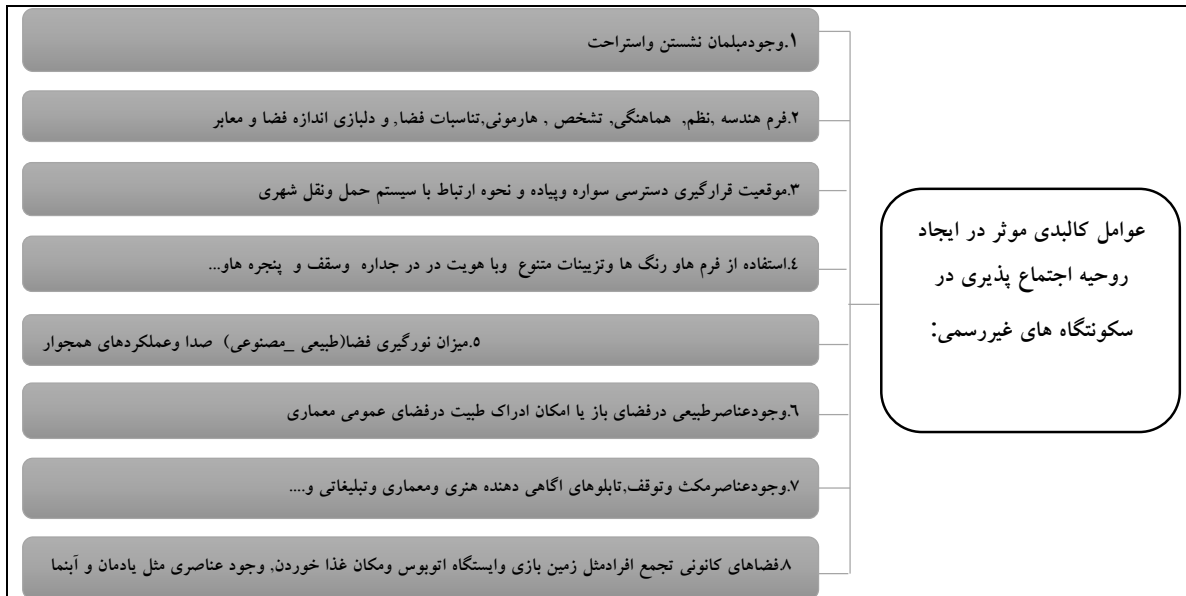 عوامل کالبدی موثر در ایجاد
روحیه اجتماع پذیری در
سکونتگاه های غیررسمی:
۱.وجودمبلمان نشستن واستراحت
۲.فرم هندسه ,نظم, هماهنگی, تشخص , هارمونی,تناسبات فضا, و دلبازی اندازه فضا و معابر
۳.موقعیت قرارگیری دسترسی سواره وپیاده و نحوه ارتباط با سیستم حمل ونقل شهری
٤.استفاده از فرم هاو رنگ ها وتزیینات متنوع وبا هویت در در جداره وسقف و پنجره هاو...
٥.میزان نورگیری فضا(طبیعی _مصنوعی) صدا وعملکردهای همجوار
٦.وجودعناصرطبیعی درفضای باز یا امکان ادراک طبیت درفضای عمومی معماری
۷.وجودعناصرمکث وتوقف,تابلوهای اگاهی دهنده هنری ومعماری وتبلیغاتی و....
۸.فضاهای کانونی تجمع افرادمثل زمین بازی وایستگاه اتوبوس ومکان غذا خوردن, وجود عناصری مثل یادمان و آبنما